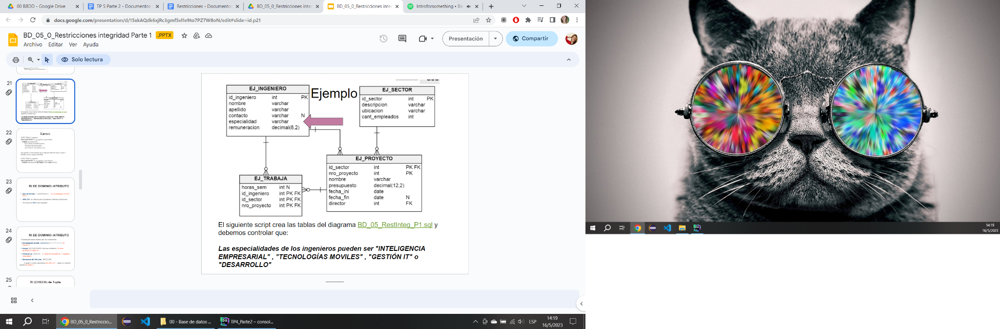 00 BBDD - Google Drive
TP 5 Parte 2 - Documentos
Restricciones - Documento
BD_05_0_Restricciones inte
BD_05_0_Restricciones inte
Introforsomething • Be
docs.google.com/presentation/d/15xkAQdk6xjRc3gmfSvl1e9to7PZ7W8oN/edit#slide=id.p21
BD_05_0_Restricciones integridad Parte 1
.PPTX
Archivo Editar Ver Ayuda
Presentación
Compartir
Solo lectura
21
22
23
24
25
Ejemplo
RI DE DOMINIO /ATRIBUTO
RI DE DOMINIO /ATRIBUTO
RI (CHECK) de Tupla
Ejemplo
EJ_INGENIERO
id_ingeniero int PK
nombre varchar
apellido varchar
contacto varchar N
especialidad varchar
remuneracion decimal(8,2)
EJ_SECTOR
id_sector int PK
descripcion varchar
ubicacion varchar
cant_empleados int
EJ_PROYECTO
id_sector int PK FK
nro_proyecto int PK
nombre varchar
presupuesto decimal(12,2)
fecha_ini date
fecha_fin date N
director int FK
EJ_TRABAJA
horas_sem int N
id_ingeniero int PK FK
id_sector int PK FK
nro_proyecto int PK FK
El siguiente script crea las tablas del diagrama BD_05_RestInteg_P1.sql y
debemos controlar que:
Las especialidades de los ingenieros pueden ser "INTELIGENCIA
EMPRESARIAL" , "TECNOLOGÍAS MOVILES" , "GESTIÓN IT" o
"DESARROLLO"
BD_05_0_Restriccio...
00 - Base de datos ...
TP4_Parte2 – consol...
ESP
14:19
16/5/2023
14:19
16/5/2023